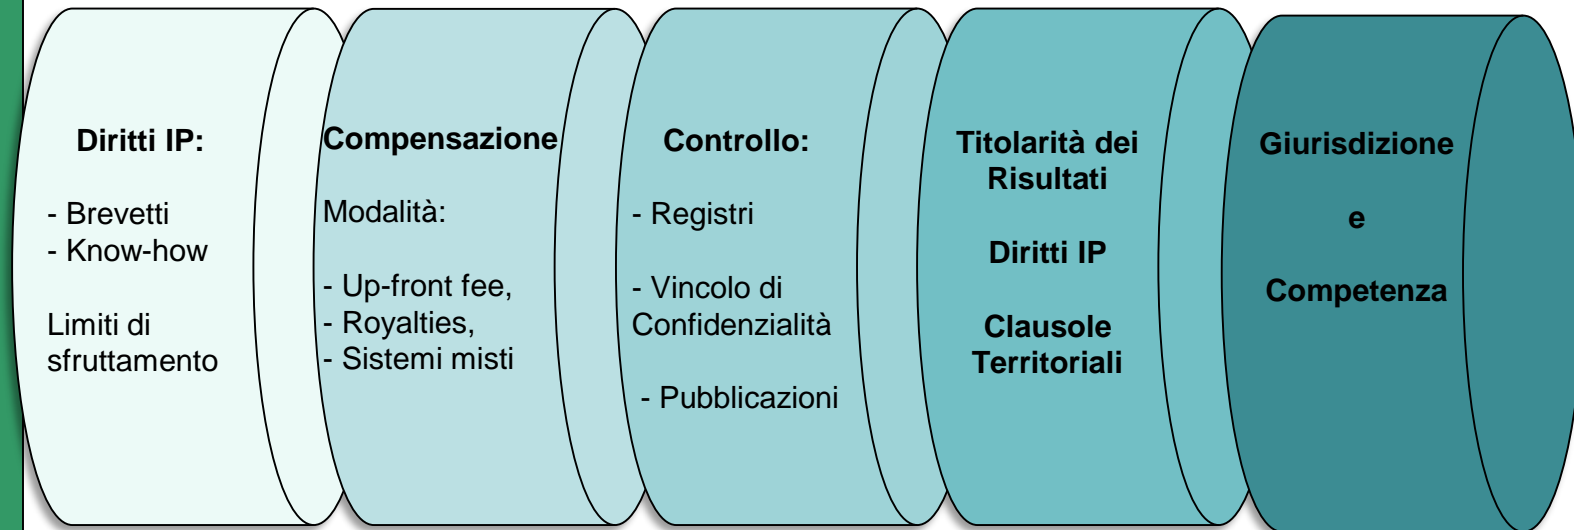 Diritti IP:
- Brevetti
- Know-how
Limiti di
sfruttamento
Compensazione
Modalità:
- Up-front fee,
- Royalties,
- Sistemi misti
Controllo:
- Registri
- Vincolo di
Confidenzialità
- Pubblicazioni
Titolarità dei
Risultati
Diritti IP
Clausole
Territoriali
Giurisdizione
e
Competenza